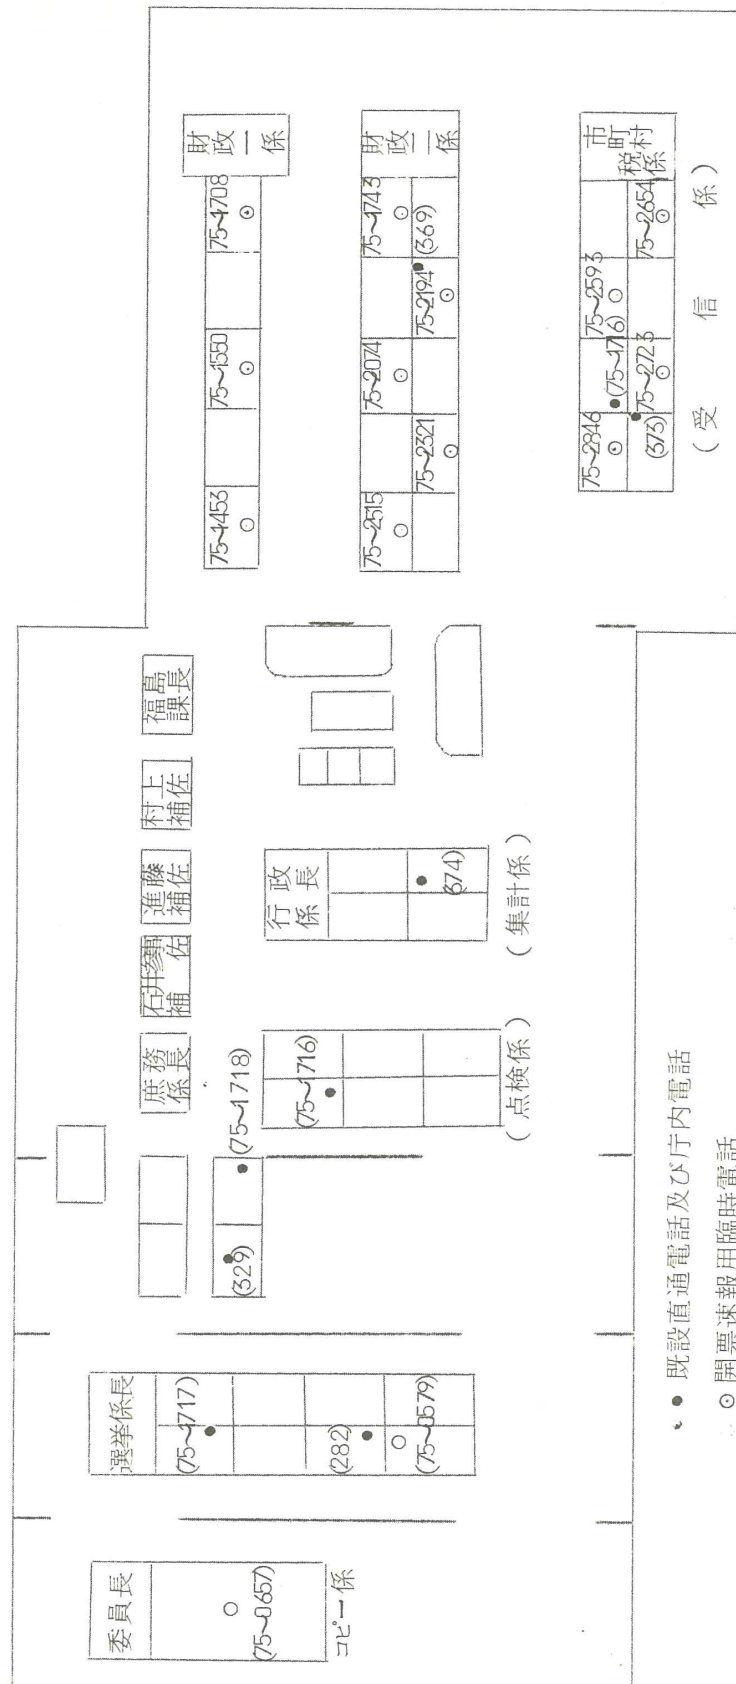 財政一係
75~1708
75~1550
75~1453
財政二係
75~1743
(369)
75~2194
75~2074
75~2321
75~2515
市町村税係
75~2654
75~2593
(75~1716)
75~2723
75~2846
(373)
(受信係)
福島課長
村上補佐
進藤補佐
補佐
庶務係長
行政係長
(674)
(集計係)
(75~1718)
(75~1716)
(点検係)
(329)
選挙係長
(75~1717)
(282)
(75~0579)
委員長
(75~0657)
コピー係
● 既設直通電話及び庁内電話
⊙ 開票速報用臨時電話